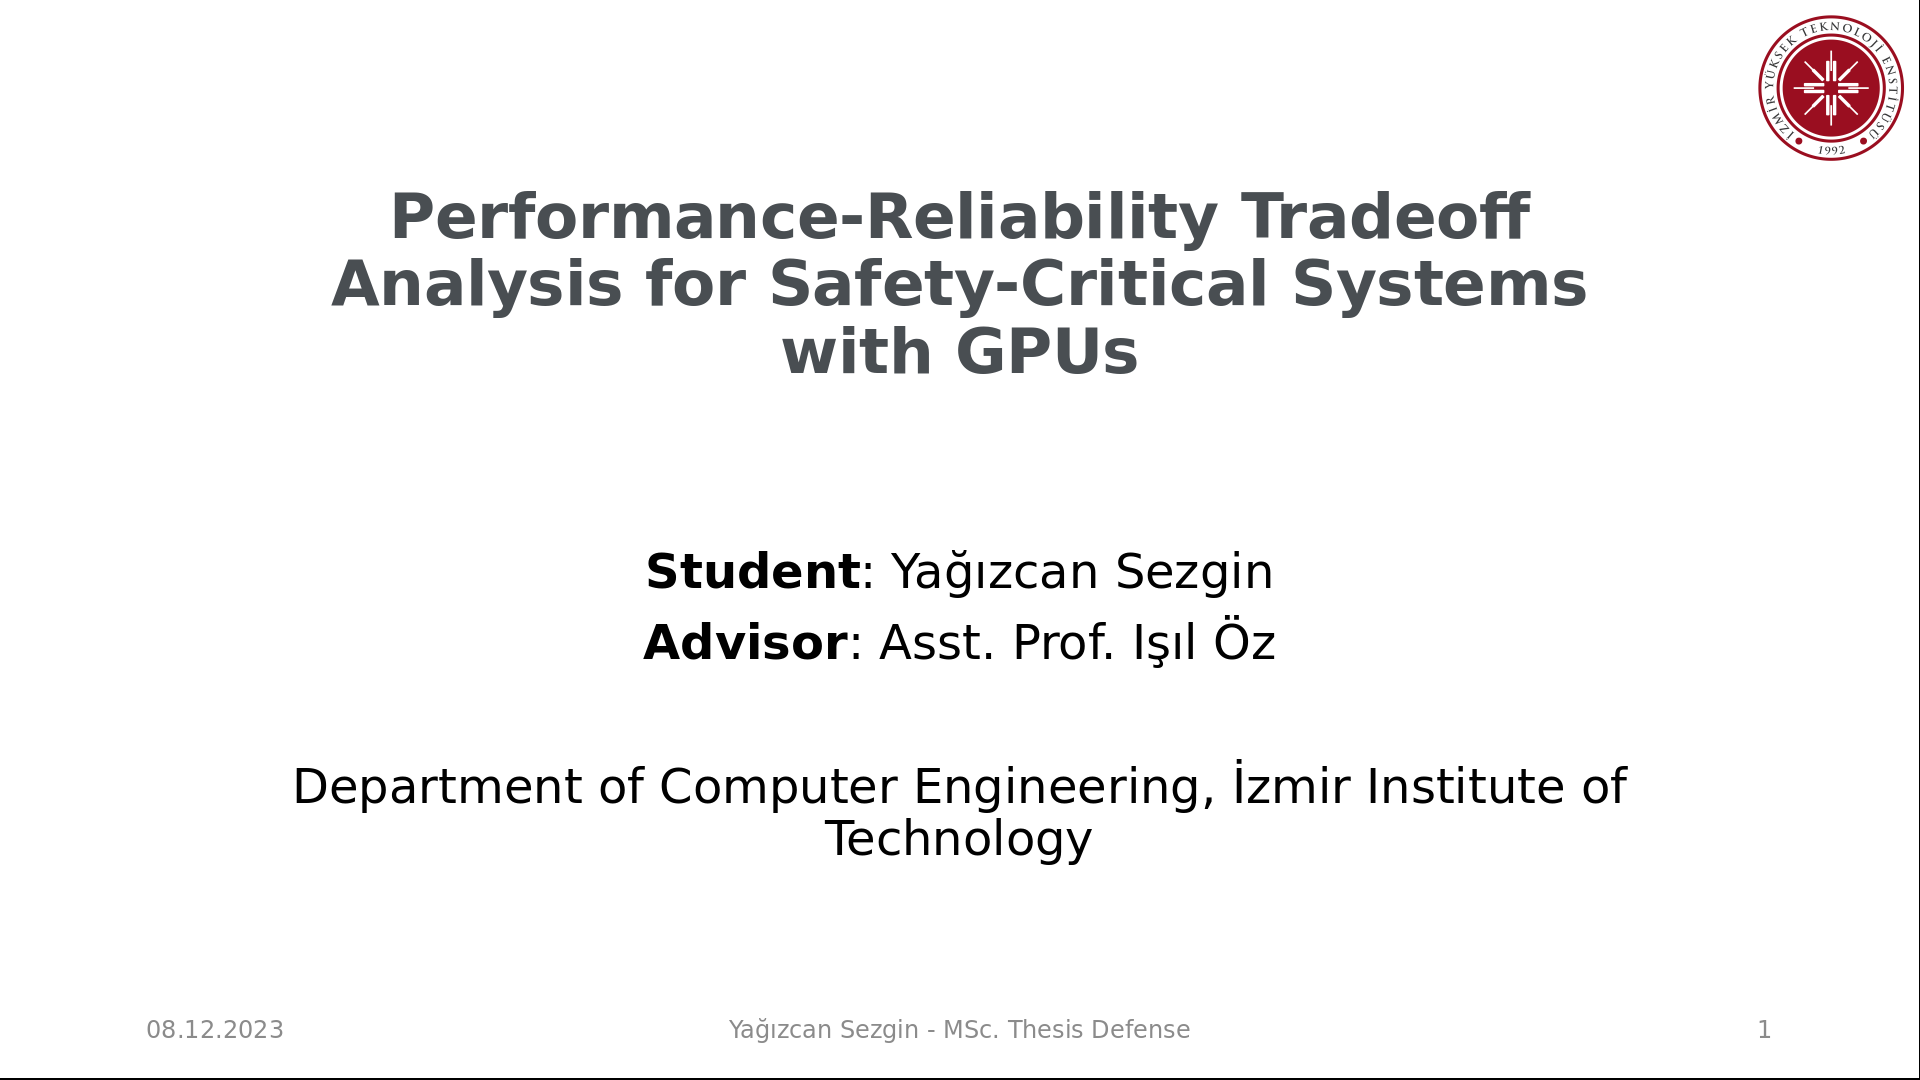 İZMİR YÜKSEK TEKNOLOJİ ENSTİTÜSÜ
1992
Performance-Reliability Tradeoff
Analysis for Safety-Critical Systems
with GPUs
Student: Yağızcan Sezgin
Advisor: Asst. Prof. Işıl Öz
Department of Computer Engineering, İzmir Institute of
Technology
08.12.2023
Yağızcan Sezgin - MSc. Thesis Defense
1